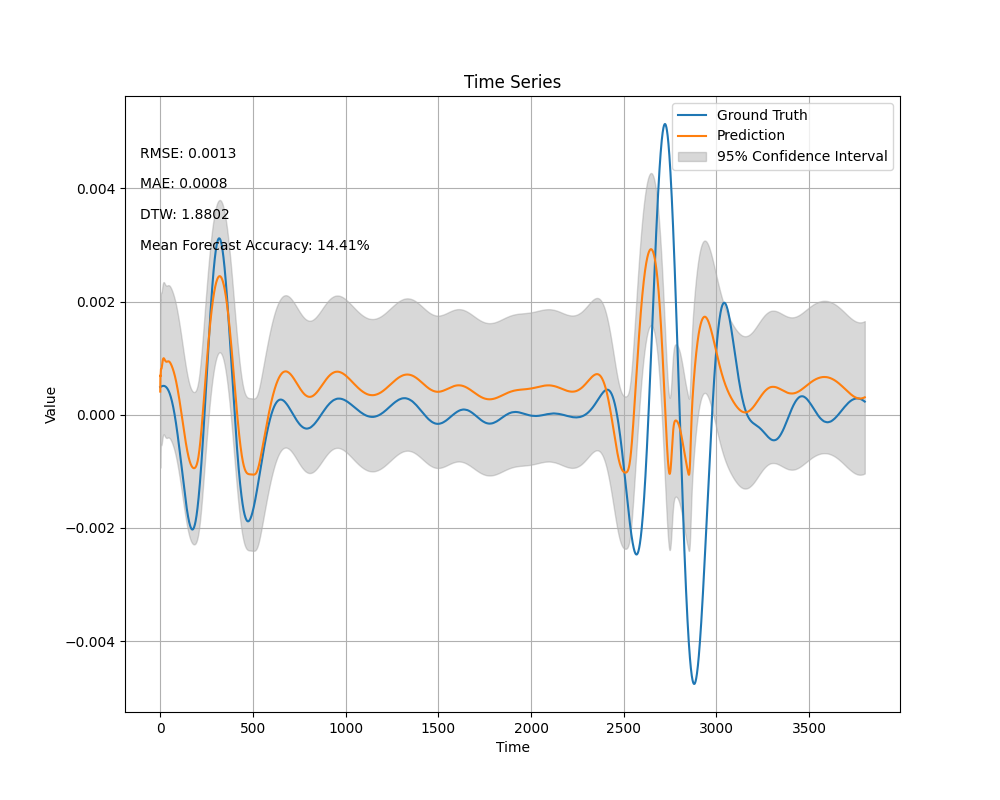 Time Series
Ground Truth
Prediction
95% Confidence Interval
RMSE: 0.0013
MAE: 0.0008
DTW: 1.8802
Mean Forecast Accuracy: 14.41%
0.004
0.002
0.000
−0.002
−0.004
Value
0 500 1000 1500 2000 2500 3000 3500
Time